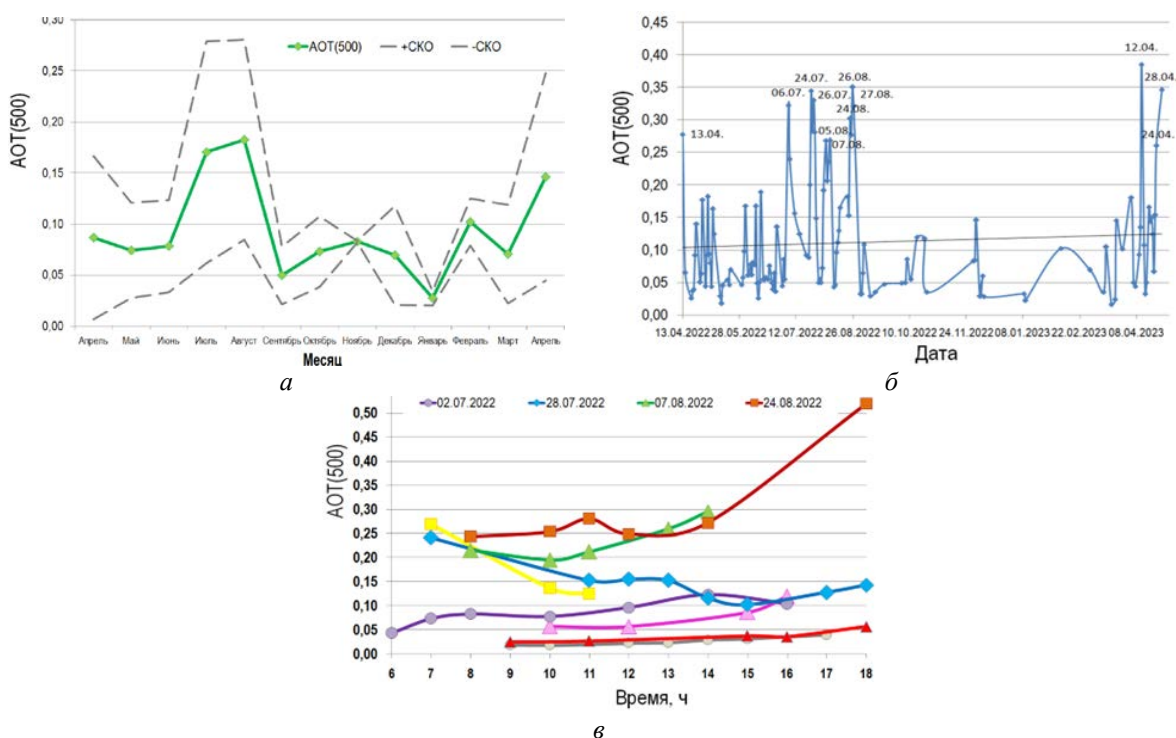 0,30
0,25
0,20
0,15
0,10
0,05
0,00
АОТ(500)
АОТ(500) +СКО -СКО
Апрель Май Июнь Июль Август Сентябрь Октябрь Ноябрь Декабрь Январь Февраль Март Апрель
Месяц
а
0,45
0,40
0,35
0,30
0,25
0,20
0,15
0,10
0,05
0,00
АОТ(500)
13.04.
06.07.
24.07.
26.07.
05.08.
07.08.
26.08.
24.08.
27.08.
12.04.
28.04.
24.04.
13.04.2022 28.05.2022 12.07.2022 26.08.2022 10.10.2022 24.11.2022 08.01.2023 22.02.2023 08.04.2023
Дата
б
02.07.2022 28.07.2022 07.08.2022 24.08.2022
0,50
0,45
0,40
0,35
0,30
0,25
0,20
0,15
0,10
0,05
0,00
АОТ(500)
6 7 8 9 10 11 12 13 14 15 16 17 18
Время, ч
в